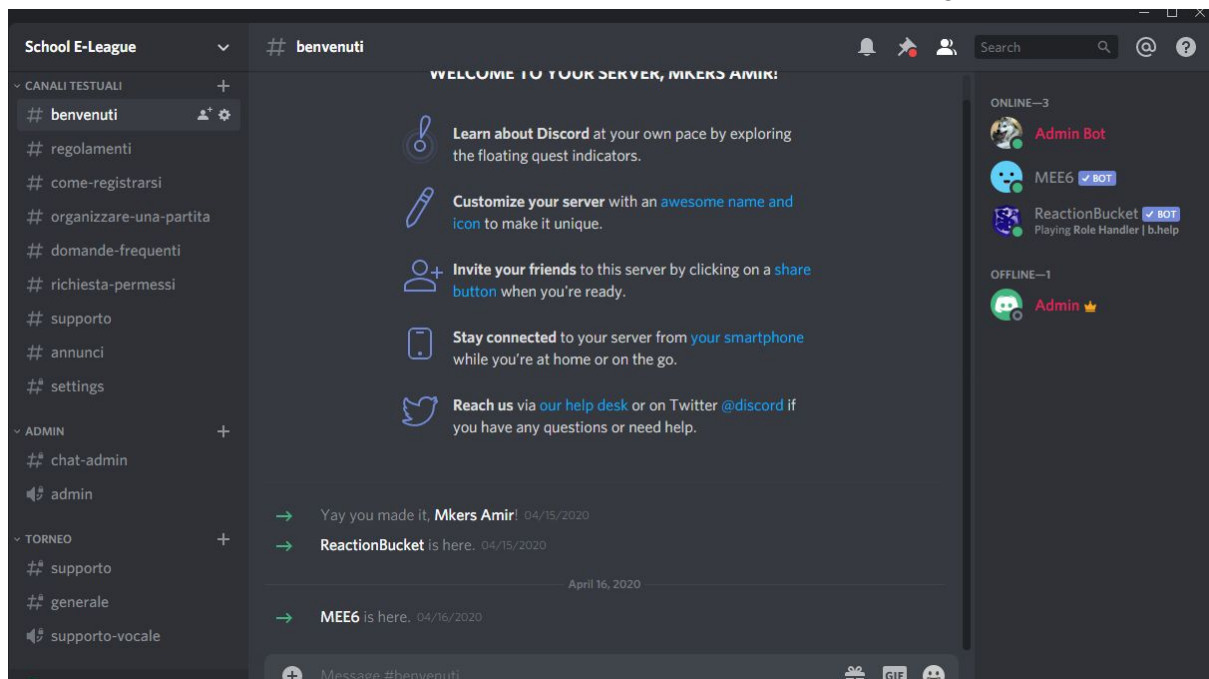 School E-League
CANALI TESTUALI
benvenuti
regolamenti
come-registrarsi
organizzare-una-partita
domande-frequenti
richiesta-permessi
supporto
annunci
settings
ADMIN
chat-admin
admin
TORNEO
supporto
generale
supporto-vocale
# benvenuti
WELCOME TO YOUR SERVER, MKERS AMIR!
Learn about Discord at your own pace by exploring
the floating quest indicators.
Customize your server with an awesome name and
icon to make it unique.
Invite your friends to this server by clicking on a share
button when you're ready.
Stay connected to your server from your smartphone
while you're at home or on the go.
Reach us via our help desk or on Twitter @discord if
you have any questions or need help.
Yay you made it, Mkers Amir! 04/15/2020
ReactionBucket is here. 04/15/2020
April 16, 2020
MEE6 is here. 04/16/2020
Message #benvenuti
GIF
Search
ONLINE—3
Admin Bot
MEE6 ✓ BOT
ReactionBucket ✓ BOT
Playing Role Handler | b.help
OFFLINE—1
Admin